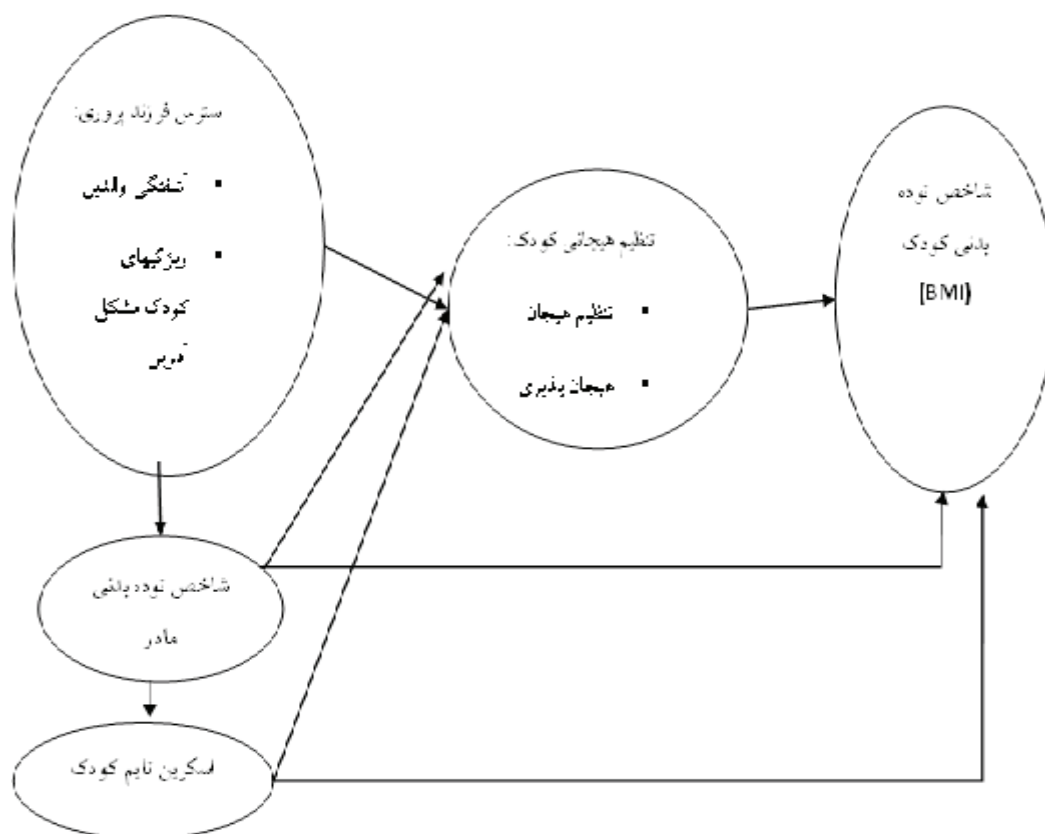 سترس فرزند پروری:
▪ آشفتگی والدین
▪ ویژگیهای
کودک مشکل
آفرین
تنظیم هیجانی کودک:
▪ تنظیم هیجان
▪ هیجان پذیری
شاخص توده
بدنی کودک
(BMI)
شاخص توده بدنی
مادر
اسکرین تایم کودک